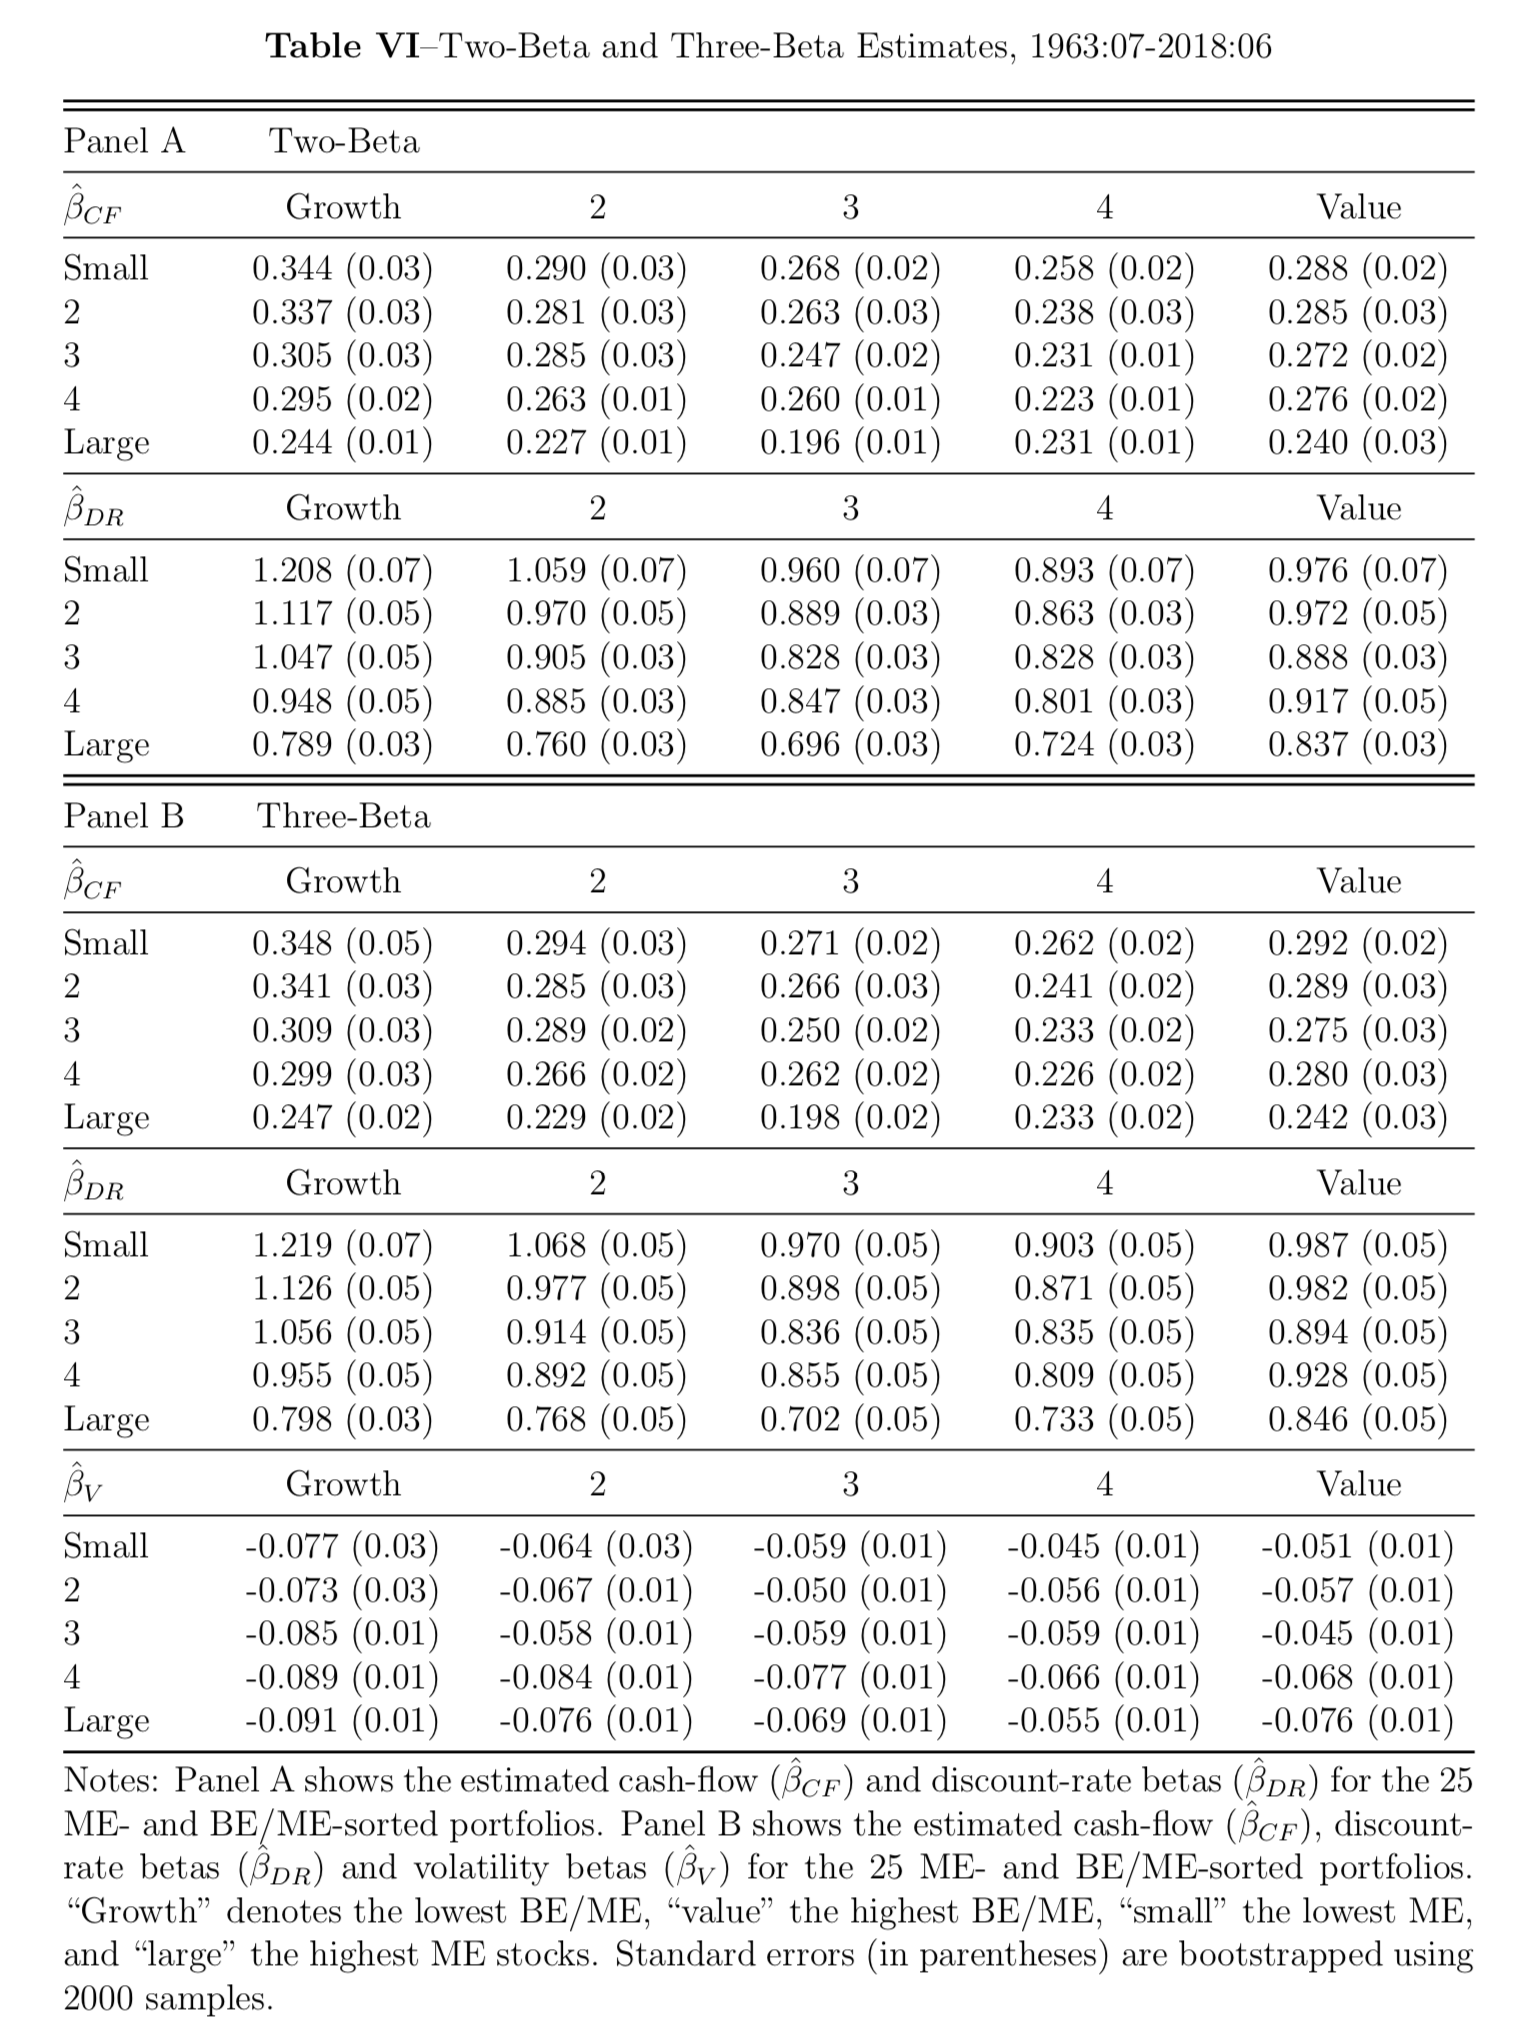 Table VI–Two-Beta and Three-Beta Estimates, 1963:07-2018:06
Panel A Two-Beta
β̂CF Growth 2 3 4 Value
Small 0.344 (0.03) 0.290 (0.03) 0.268 (0.02) 0.258 (0.02) 0.288 (0.02)
2 0.337 (0.03) 0.281 (0.03) 0.263 (0.03) 0.238 (0.03) 0.285 (0.03)
3 0.305 (0.03) 0.285 (0.03) 0.247 (0.02) 0.231 (0.01) 0.272 (0.02)
4 0.295 (0.02) 0.263 (0.01) 0.260 (0.01) 0.223 (0.01) 0.276 (0.02)
Large 0.244 (0.01) 0.227 (0.01) 0.196 (0.01) 0.231 (0.01) 0.240 (0.03)
β̂DR Growth 2 3 4 Value
Small 1.208 (0.07) 1.059 (0.07) 0.960 (0.07) 0.893 (0.07) 0.976 (0.07)
2 1.117 (0.05) 0.970 (0.05) 0.889 (0.03) 0.863 (0.03) 0.972 (0.05)
3 1.047 (0.05) 0.905 (0.03) 0.828 (0.03) 0.828 (0.03) 0.888 (0.03)
4 0.948 (0.05) 0.885 (0.03) 0.847 (0.03) 0.801 (0.03) 0.917 (0.05)
Large 0.789 (0.03) 0.760 (0.03) 0.696 (0.03) 0.724 (0.03) 0.837 (0.03)
Panel B Three-Beta
β̂CF Growth 2 3 4 Value
Small 0.348 (0.05) 0.294 (0.03) 0.271 (0.02) 0.262 (0.02) 0.292 (0.02)
2 0.341 (0.03) 0.285 (0.03) 0.266 (0.03) 0.241 (0.02) 0.289 (0.03)
3 0.309 (0.03) 0.289 (0.02) 0.250 (0.02) 0.233 (0.02) 0.275 (0.03)
4 0.299 (0.03) 0.266 (0.02) 0.262 (0.02) 0.226 (0.02) 0.280 (0.03)
Large 0.247 (0.02) 0.229 (0.02) 0.198 (0.02) 0.233 (0.02) 0.242 (0.03)
β̂DR Growth 2 3 4 Value
Small 1.219 (0.07) 1.068 (0.05) 0.970 (0.05) 0.903 (0.05) 0.987 (0.05)
2 1.126 (0.05) 0.977 (0.05) 0.898 (0.05) 0.871 (0.05) 0.982 (0.05)
3 1.056 (0.05) 0.914 (0.05) 0.836 (0.05) 0.835 (0.05) 0.894 (0.05)
4 0.955 (0.05) 0.892 (0.05) 0.855 (0.05) 0.809 (0.05) 0.928 (0.05)
Large 0.798 (0.03) 0.768 (0.05) 0.702 (0.05) 0.733 (0.05) 0.846 (0.05)
β̂V Growth 2 3 4 Value
Small -0.077 (0.03) -0.064 (0.03) -0.059 (0.01) -0.045 (0.01) -0.051 (0.01)
2 -0.073 (0.03) -0.067 (0.01) -0.050 (0.01) -0.056 (0.01) -0.057 (0.01)
3 -0.085 (0.01) -0.058 (0.01) -0.059 (0.01) -0.059 (0.01) -0.045 (0.01)
4 -0.089 (0.01) -0.084 (0.01) -0.077 (0.01) -0.066 (0.01) -0.068 (0.01)
Large -0.091 (0.01) -0.076 (0.01) -0.069 (0.01) -0.055 (0.01) -0.076 (0.01)
Notes: Panel A shows the estimated cash-flow (β̂CF) and discount-rate betas (β̂DR) for the 25
ME- and BE/ME-sorted portfolios. Panel B shows the estimated cash-flow (β̂CF), discount-
rate betas (β̂DR) and volatility betas (β̂V) for the 25 ME- and BE/ME-sorted portfolios.
“Growth” denotes the lowest BE/ME, “value” the highest BE/ME, “small” the lowest ME,
and “large” the highest ME stocks. Standard errors (in parentheses) are bootstrapped using
2000 samples.